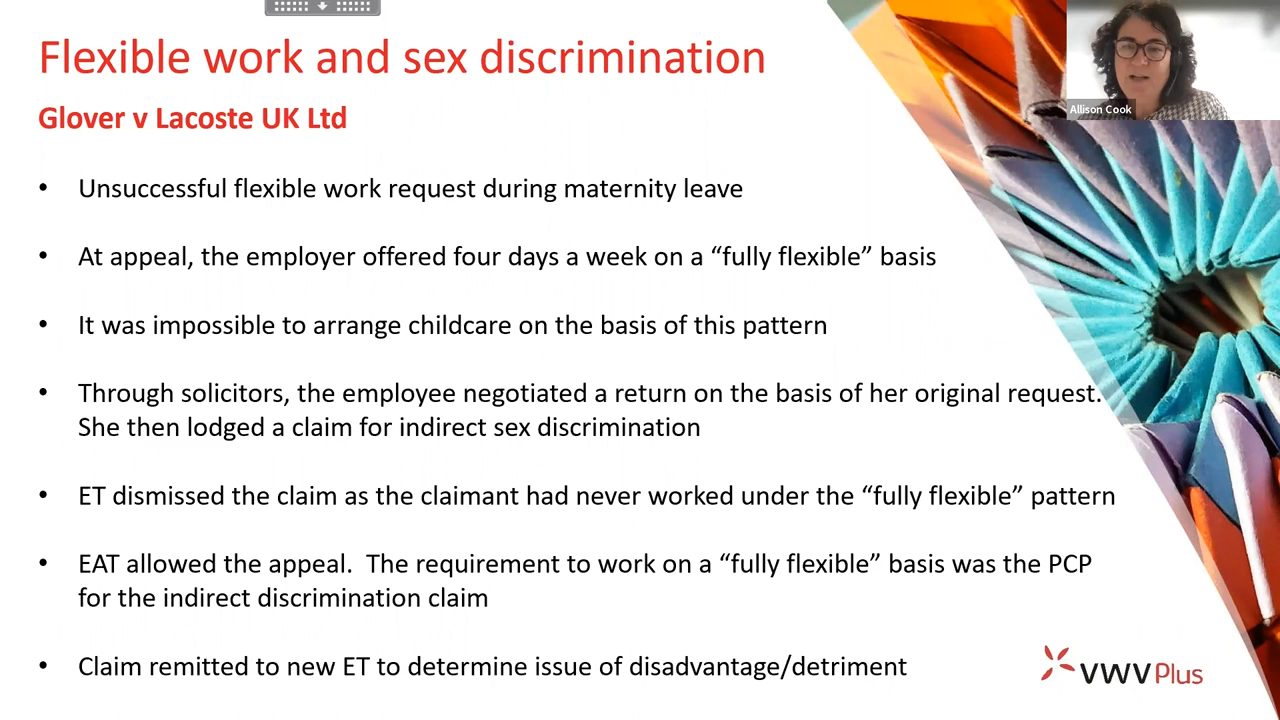 Flexible work and sex discrimination
Glover v Lacoste UK Ltd
Allison Cook
• Unsuccessful flexible work request during maternity leave
• At appeal, the employer offered four days a week on a “fully flexible” basis
• It was impossible to arrange childcare on the basis of this pattern
• Through solicitors, the employee negotiated a return on the basis of her original request.
She then lodged a claim for indirect sex discrimination
• ET dismissed the claim as the claimant had never worked under the “fully flexible” pattern
• EAT allowed the appeal.  The requirement to work on a “fully flexible” basis was the PCP
for the indirect discrimination claim
• Claim remitted to new ET to determine issue of disadvantage/detriment
VWV Plus